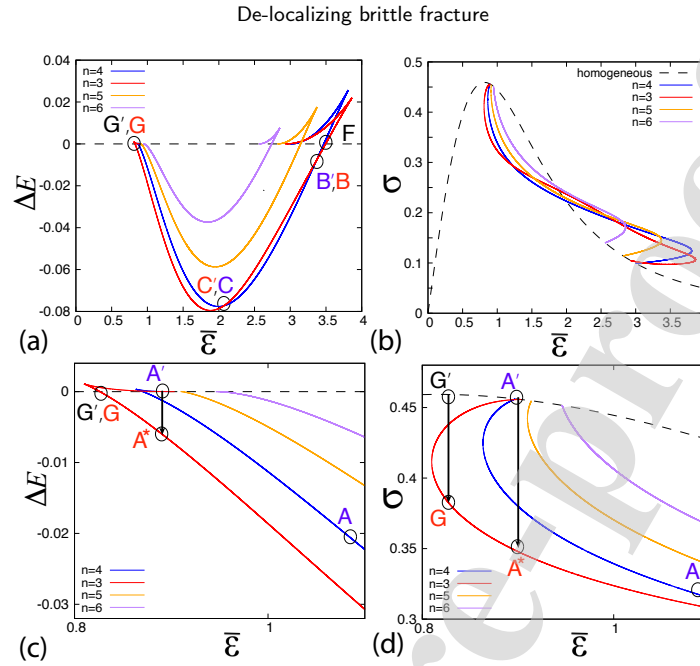 De-localizing brittle fracture
0.04
0.02
0
-0.02
-0.04
-0.06
-0.08
ΔE
n=4
n=3
n=5
n=6
G′,G
F
B′,B
C′,C
0 0.5 1 1.5 2 2.5 3 3.5 4
(a)
ε̅
0.5
0.4
0.3
0.2
0.1
0
σ
homogeneous
n=4
n=3
n=5
n=6
0 0.5 1 1.5 2 2.5 3 3.5
(b)
ε̅
0
-0.01
-0.02
-0.03
ΔE
A′
G′,G
A*
A
n=4
n=3
n=5
n=6
0.8 1
(c)
ε̅
0.45
0.4
0.35
0.3
σ
G′
A′
G
A*
A
n=4
n=3
n=5
n=6
0.8 1
(d)
ε̅
e-pro